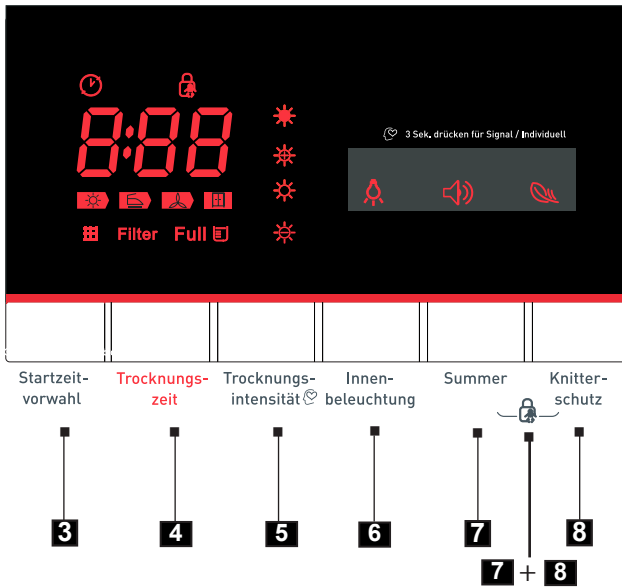 8:88
3 Sek. drücken für Signal / Individuell
Filter Full
Startzeit-
vorwahl
Trocknungs-
zeit
Trocknungs-
intensität
Innen-
beleuchtung
Summer
Knitter-
schutz
3 4 5 6 7 8
7 + 8